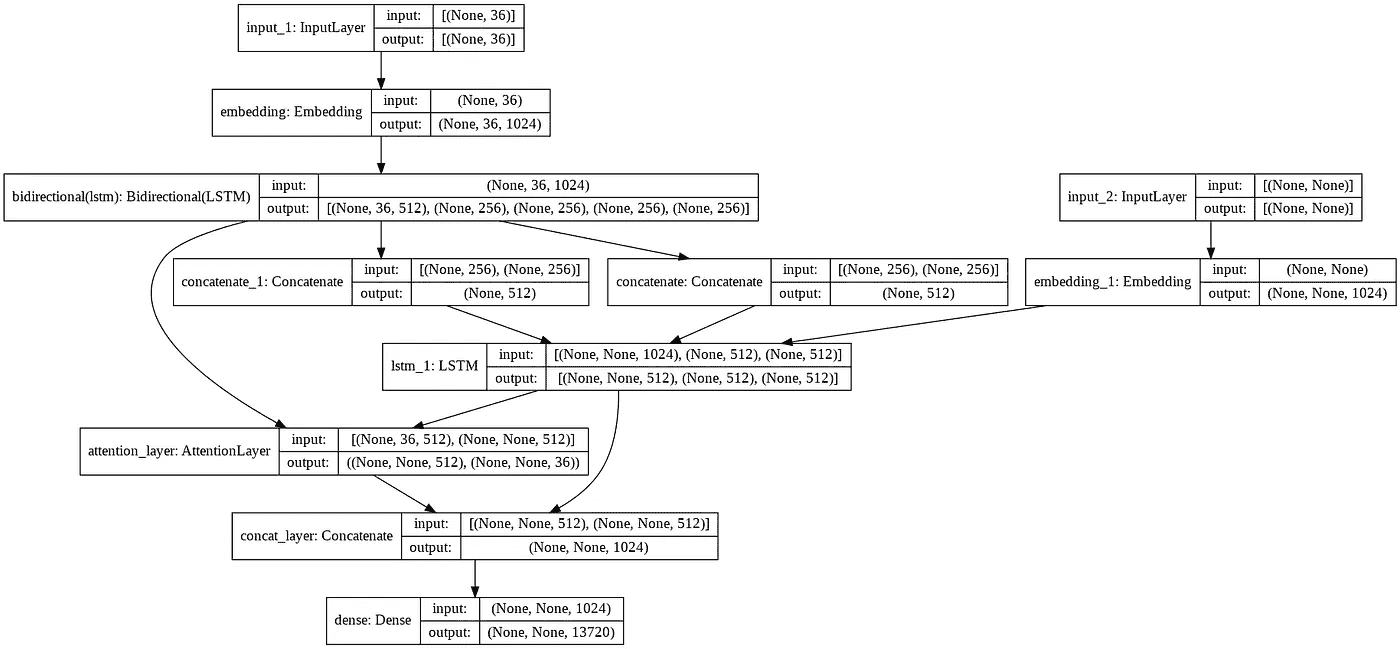 input_1: InputLayer
input:
[(None, 36)]
output:
[(None, 36)]
embedding: Embedding
input:
(None, 36)
output:
(None, 36, 1024)
bidirectional(lstm): Bidirectional(LSTM)
input:
(None, 36, 1024)
output:
[(None, 36, 512), (None, 256), (None, 256), (None, 256), (None, 256)]
input_2: InputLayer
input:
[(None, None)]
output:
[(None, None)]
concatenate_1: Concatenate
input:
[(None, 256), (None, 256)]
output:
(None, 512)
concatenate: Concatenate
input:
[(None, 256), (None, 256)]
output:
(None, 512)
embedding_1: Embedding
input:
(None, None)
output:
(None, None, 1024)
lstm_1: LSTM
input:
[(None, None, 1024), (None, 512), (None, 512)]
output:
[(None, None, 512), (None, 512), (None, 512)]
attention_layer: AttentionLayer
input:
[(None, 36, 512), (None, None, 512)]
output:
((None, None, 512), (None, None, 36))
concat_layer: Concatenate
input:
[(None, None, 512), (None, None, 512)]
output:
(None, None, 1024)
dense: Dense
input:
(None, None, 1024)
output:
(None, None, 13720)